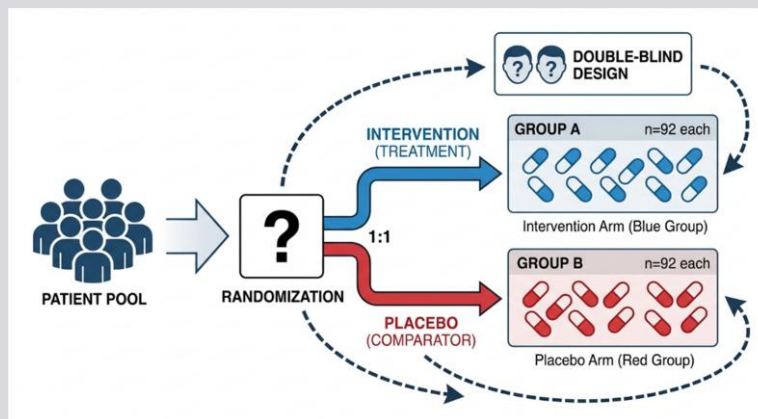 ? ?
DOUBLE-BLIND
DESIGN
INTERVENTION
(TREATMENT)
GROUP A n=92 each
Intervention Arm (Blue Group)
?
1:1
PATIENT POOL
RANDOMIZATION
GROUP B n=92 each
PLACEBO
(COMPARATOR)
Placebo Arm (Red Group)